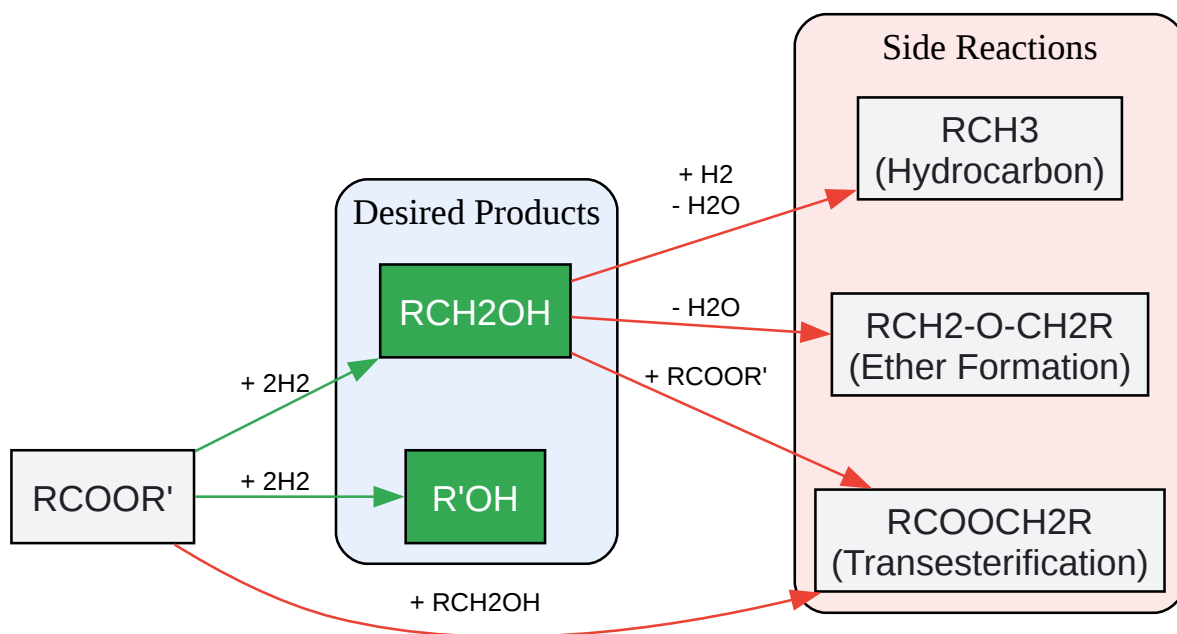 Side Reactions
RCH3
(Hydrocarbon)
+ H2
- H2O
Desired Products
RCH2OH
- H2O
RCH2-O-CH2R
(Ether Formation)
+ 2H2
+ RCOOR'
RCOOR'
+ 2H2
R'OH
RCOOCH2R
(Transesterification)
+ RCH2OH